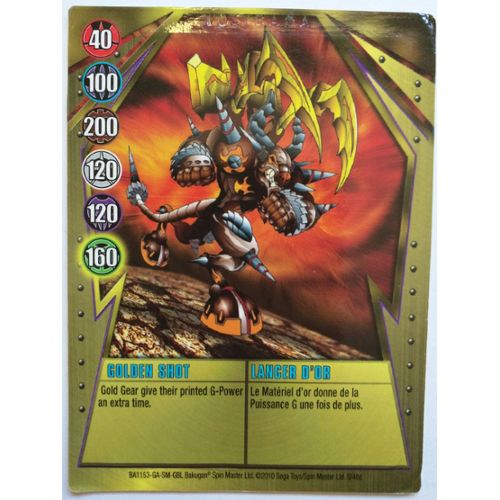 40
100
200
120
120
160
GOLDEN SHOT
Gold Gear give their printed G-Power
an extra time.
LANCER D'OR
Le Matériel d'or donne de la
Puissance G une fois de plus.